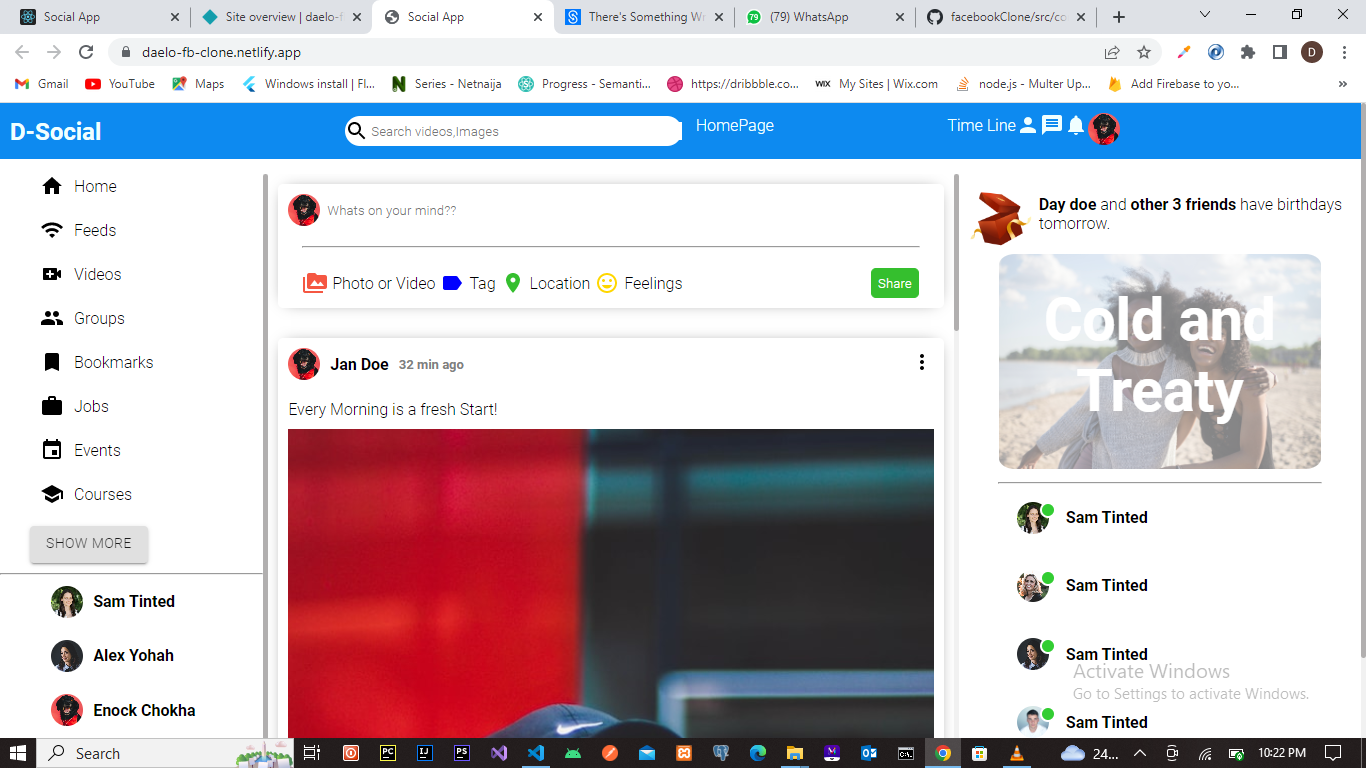 Social App
Site overview | daelo-f
Social App
There's Something Wr
(79) WhatsApp
facebookClone/src/co
daelo-fb-clone.netlify.app
D
Gmail
YouTube
Maps
Windows install | Fl...
Series - Netnaija
Progress - Semanti...
https://dribbble.co...
WIX
My Sites | Wix.com
node.js - Multer Up...
Add Firebase to yo...
»
D-Social
Search videos,Images
HomePage
Time Line
Home
Feeds
Videos
Groups
Bookmarks
Jobs
Events
Courses
SHOW MORE
Sam Tinted
Alex Yohah
Enock Chokha
Whats on your mind??
Photo or Video
Tag
Location
Feelings
Share
Jan Doe
32 min ago
Every Morning is a fresh Start!
Day doe and other 3 friends have birthdays
tomorrow.
Cold and
Treaty
Sam Tinted
Sam Tinted
Sam Tinted
Sam Tinted
Activate Windows
Go to Settings to activate Windows.
Search
PC
IJ
PS
24...
10:22 PM